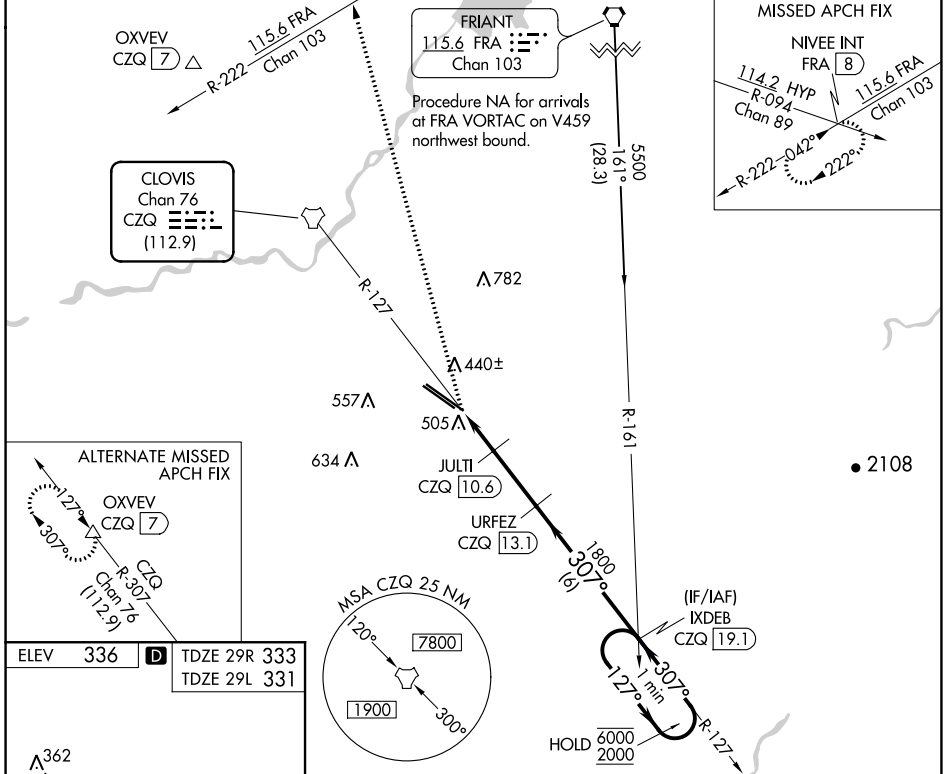 OXVEV
CZQ 7
115.6 FRA
R-222 Chan 103
FRIANT
115.6 FRA
Chan 103
Procedure NA for arrivals
at FRA VORTAC on V459
northwest bound.
MISSED APCH FIX
NIVEE INT
FRA 8
114.2 HYP
R-094
Chan 89
115.6 FRA
Chan 103
R-222
042°
222°
5500
161°
(28.3)
CLOVIS
Chan 76
CZQ
(112.9)
R-127
782
440±
557
505
634
R-161
2108
JULTI
CZQ 10.6
URFEZ
CZQ 13.1
1800
307°
(6)
(IF/IAF)
IXDEB
CZQ 19.1
1 min
307°
127°
R-127
HOLD 6000
2000
ALTERNATE MISSED
APCH FIX
OXVEV
CZQ 7
127°
307°
CZQ
R-307
Chan 76
(112.9)
MSA CZQ 25 NM
120°
7800
1900
300°
ELEV 336
D
TDZE 29R 333
TDZE 29L 331
362